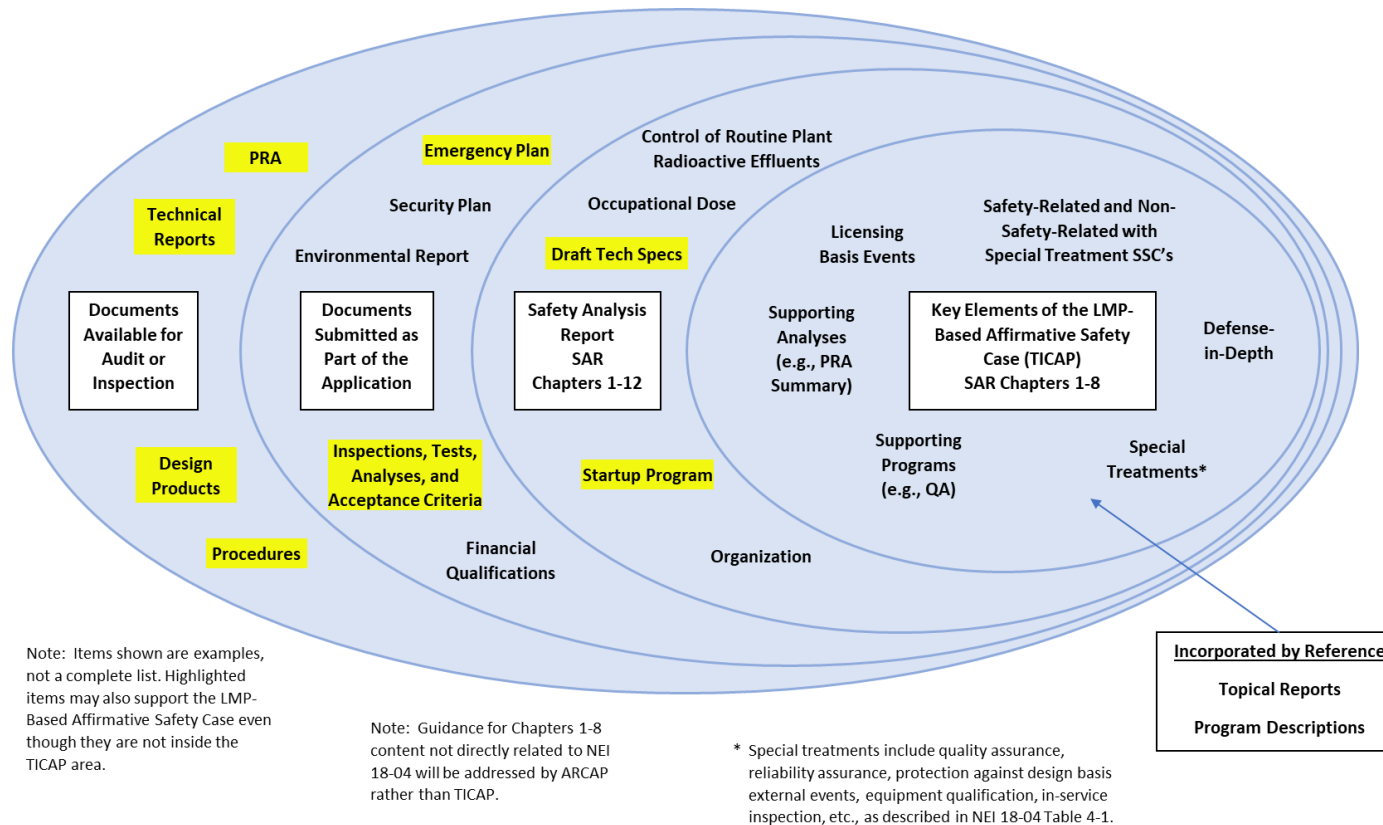 PRA
Technical
Reports
Documents
Available for
Audit or
Inspection
Design
Products
Procedures
Emergency Plan
Security Plan
Environmental Report
Documents
Submitted as
Part of the
Application
Inspections, Tests,
Analyses, and
Acceptance Criteria
Financial
Qualifications
Control of Routine Plant
Radioactive Effluents
Occupational Dose
Draft Tech Specs
Safety Analysis
Report
SAR
Chapters 1-12
Startup Program
Organization
Licensing
Basis Events
Safety-Related and Non-
Safety-Related with
Special Treatment SSC's
Supporting
Analyses
(e.g., PRA
Summary)
Key Elements of the LMP-
Based Affirmative Safety
Case (TICAP)
SAR Chapters 1-8
Defense-
in-Depth
Supporting
Programs
(e.g., QA)
Special
Treatments*
Incorporated by Reference
Topical Reports
Program Descriptions
Note: Items shown are examples,
not a complete list. Highlighted
items may also support the LMP-
Based Affirmative Safety Case even
though they are not inside the
TICAP area.
Note: Guidance for Chapters 1-8
content not directly related to NEI
18-04 will be addressed by ARCAP
rather than TICAP.
* Special treatments include quality assurance,
reliability assurance, protection against design basis
external events, equipment qualification, in-service
inspection, etc., as described in NEI 18-04 Table 4-1.